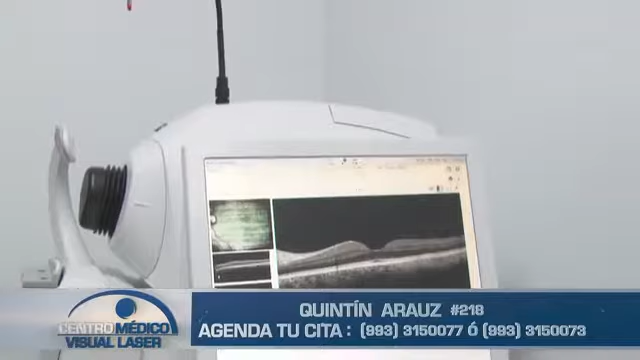 QUINTÍN ARAUZ #218
CENTRO MÉDICO
VISUAL LASER
AGENDA TU CITA: (993) 3150077 ó (993) 3150073